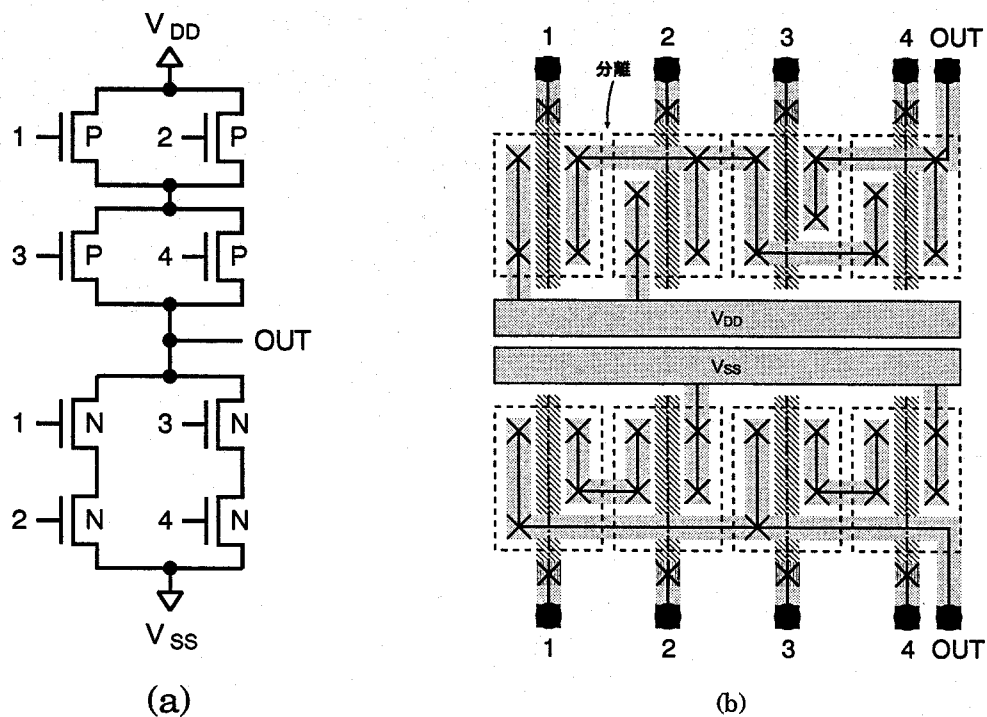 V DD
1 P 2 P
3 P 4 P
OUT
1 N 3 N
2 N 4 N
V SS
(a)
1 2 3 4 OUT
分離
VDD
VSS
1 2 3 4 OUT
(b)